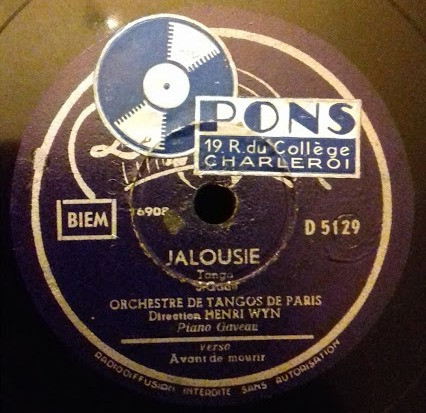 PONS
19, R. du Collège
CHARLEROI
BIEM
D 5129
JALOUSIE
Tango
J. Gade
ORCHESTRE DE TANGOS DE PARIS
Direction HENRI WYN
Piano Gaveau
verso
Avant de mourir
RADIODIFFUSION INTERDITE SANS AUTORISATION